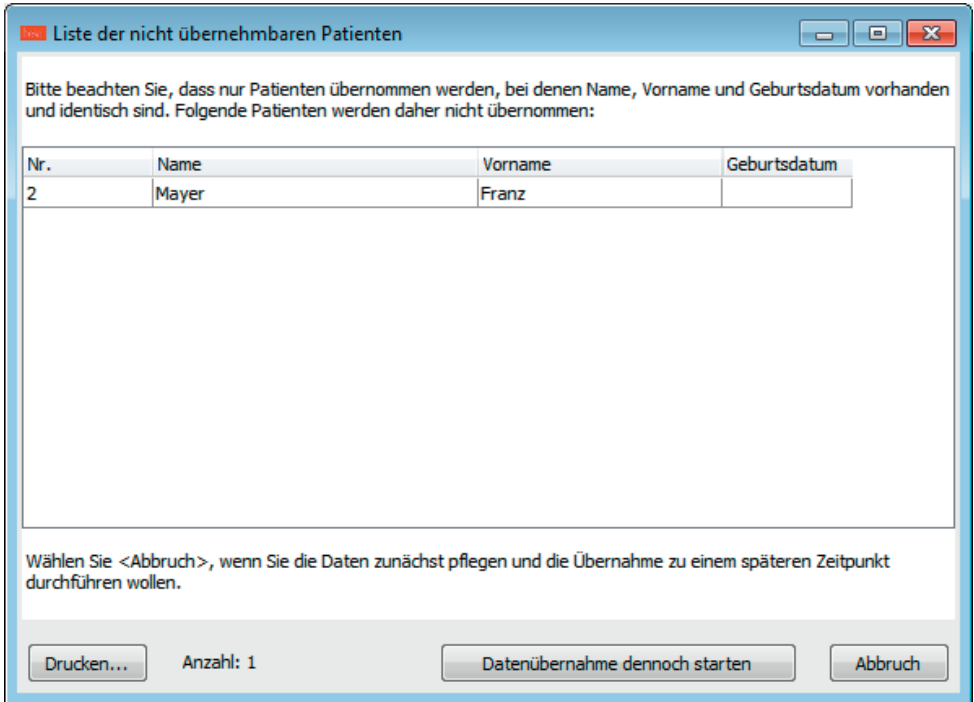 Liste der nicht übernehmbaren Patienten
Bitte beachten Sie, dass nur Patienten übernommen werden, bei denen Name, Vorname und Geburtsdatum vorhanden
und identisch sind. Folgende Patienten werden daher nicht übernommen:
Nr. Name Vorname Geburtsdatum
2 Mayer Franz
Wählen Sie <Abbruch>, wenn Sie die Daten zunächst pflegen und die Übernahme zu einem späteren Zeitpunkt
durchführen wollen.
Drucken... Anzahl: 1 Datenübernahme dennoch starten Abbruch